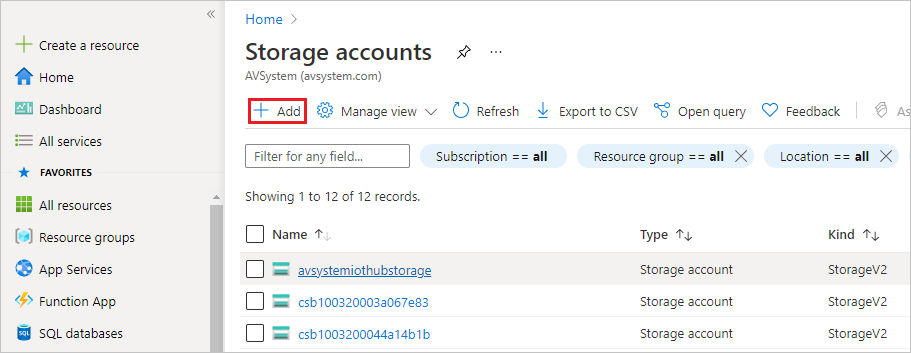 «
Create a resource
Home
Dashboard
All services
FAVORITES
All resources
Resource groups
App Services
Function App
SQL databases
Home >
Storage accounts ...
AVSystem (avsystem.com)
Add Manage view Refresh Export to CSV Open query Feedback As
Filter for any field... Subscription == all Resource group == all Location == all
Showing 1 to 12 of 12 records.
Name ↑↓ Type ↑↓ Kind ↑↓
avsystemiothubstorage Storage account StorageV2
csb100320003a067e83 Storage account StorageV2
csb1003200044a14b1b Storage account StorageV2